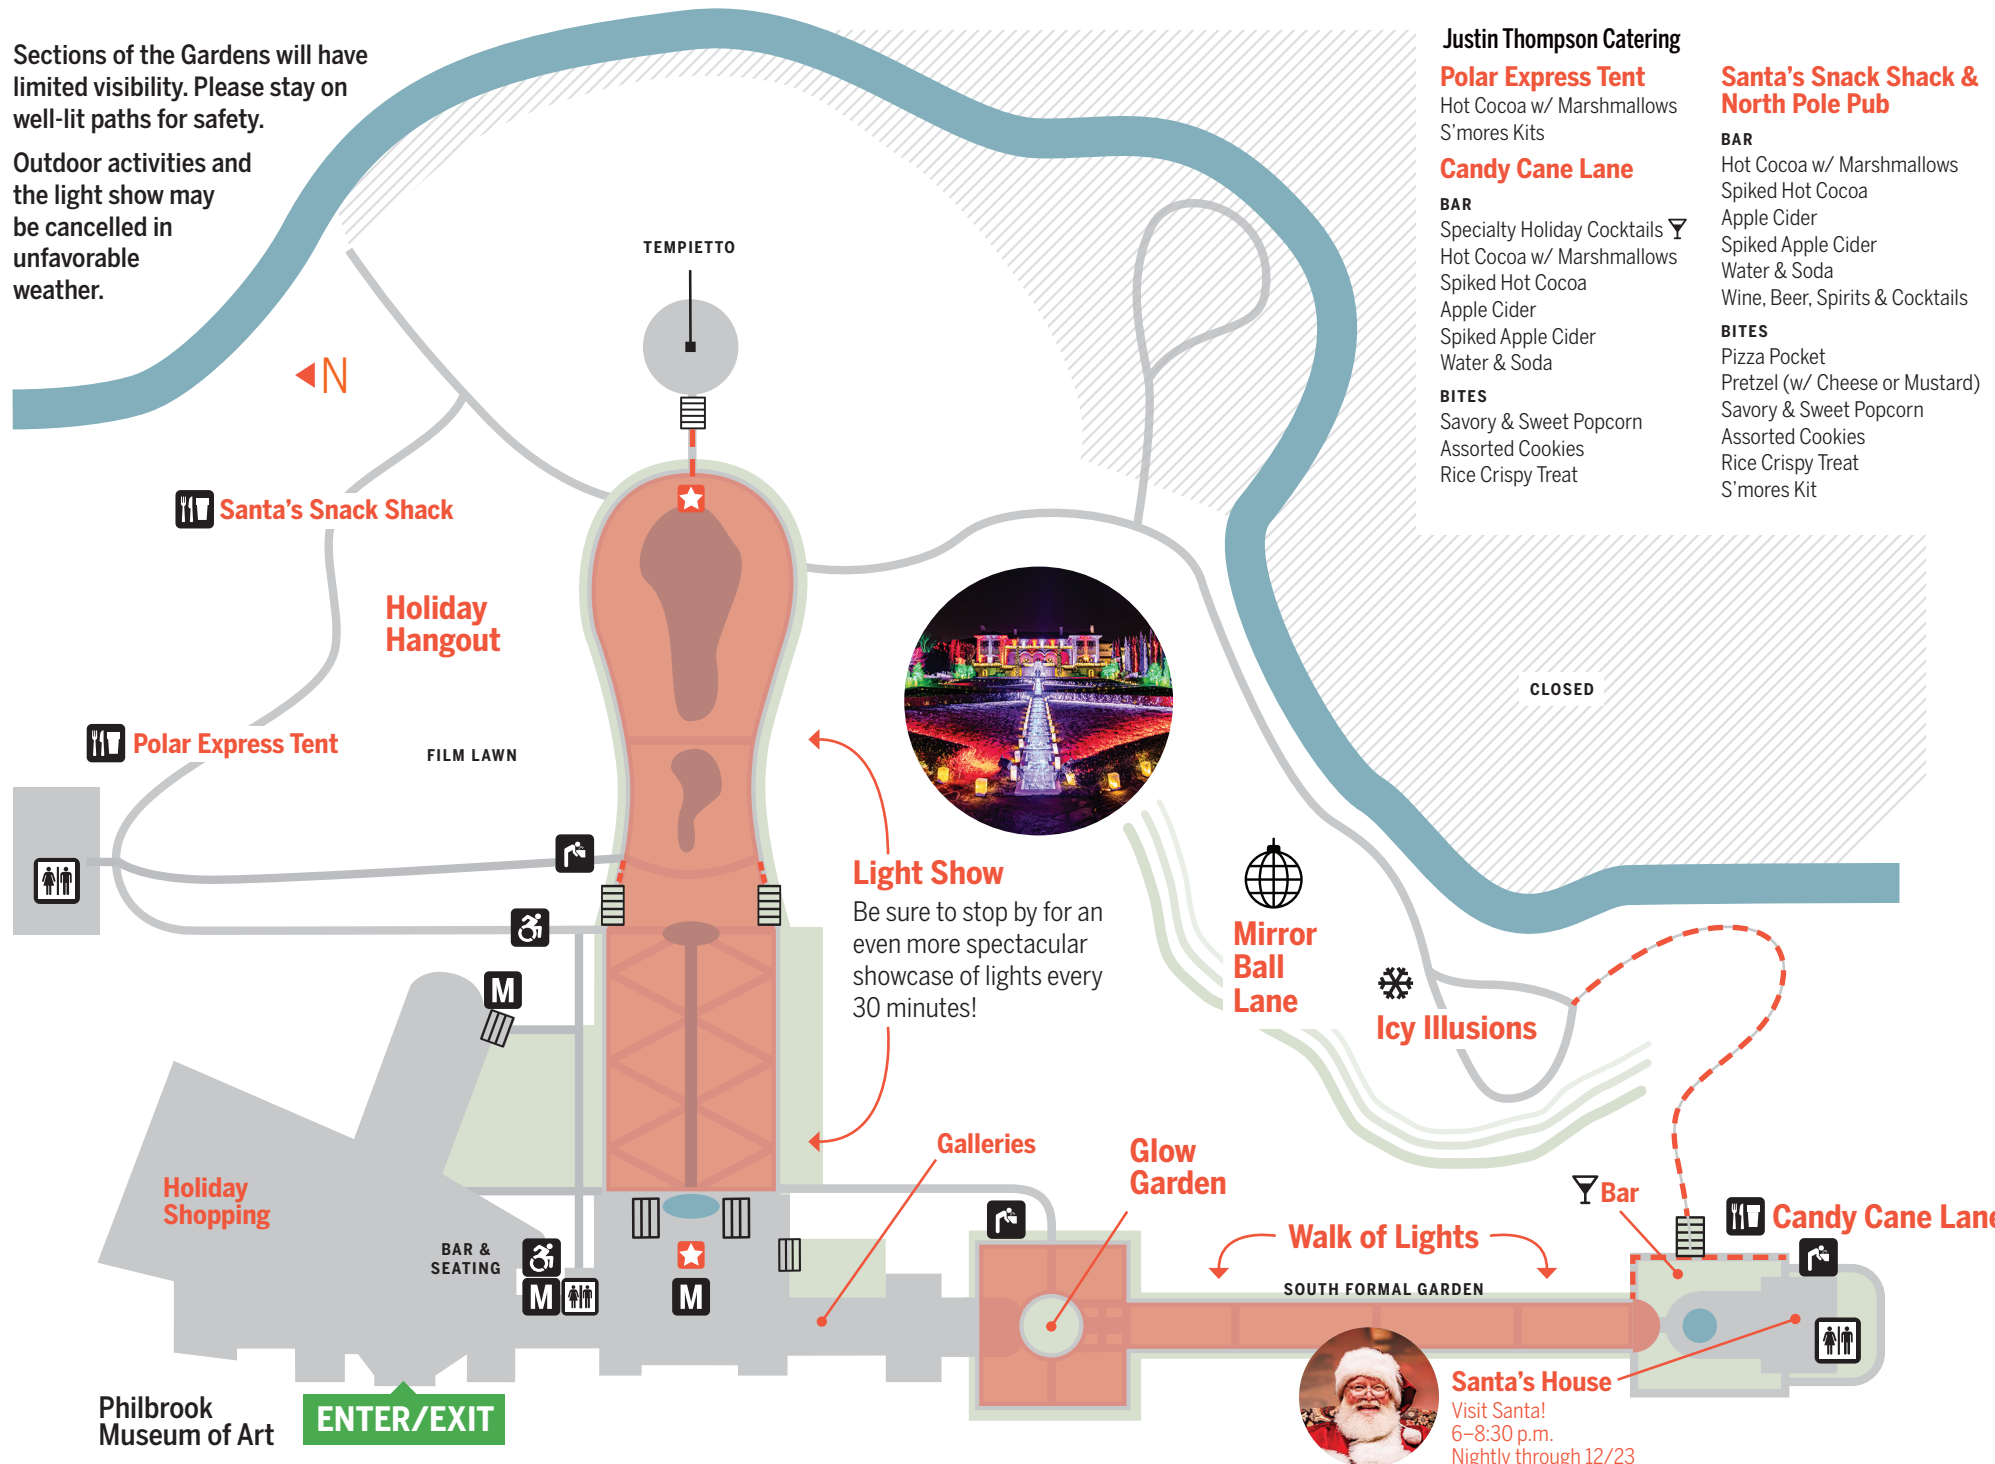 Sections of the Gardens will have
limited visibility. Please stay on
well-lit paths for safety.
Outdoor activities and
the light show may
be cancelled in
unfavorable
weather.
Justin Thompson Catering
Polar Express Tent
Hot Cocoa w/ Marshmallows
S'mores Kits
Candy Cane Lane
BAR
Specialty Holiday Cocktails
Hot Cocoa w/ Marshmallows
Spiked Hot Cocoa
Apple Cider
Spiked Apple Cider
Water & Soda
BITES
Savory & Sweet Popcorn
Assorted Cookies
Rice Crispy Treat
Santa's Snack Shack &
North Pole Pub
BAR
Hot Cocoa w/ Marshmallows
Spiked Hot Cocoa
Apple Cider
Spiked Apple Cider
Water & Soda
Wine, Beer, Spirits & Cocktails
BITES
Pizza Pocket
Pretzel (w/ Cheese or Mustard)
Savory & Sweet Popcorn
Assorted Cookies
Rice Crispy Treat
S'mores Kit
TEMPIETTO
N
Santa's Snack Shack
Holiday
Hangout
Polar Express Tent
FILM LAWN
CLOSED
Light Show
Be sure to stop by for an
even more spectacular
showcase of lights every
30 minutes!
Mirror
Ball
Lane
Icy Illusions
M
Galleries
Glow
Garden
Holiday
Shopping
BAR &
SEATING
M
M
Walk of Lights
SOUTH FORMAL GARDEN
Bar
Candy Cane Lane
Santa's House
Visit Santa!
6–8:30 p.m.
Nightly through 12/23
Philbrook
Museum of Art
ENTER/EXIT